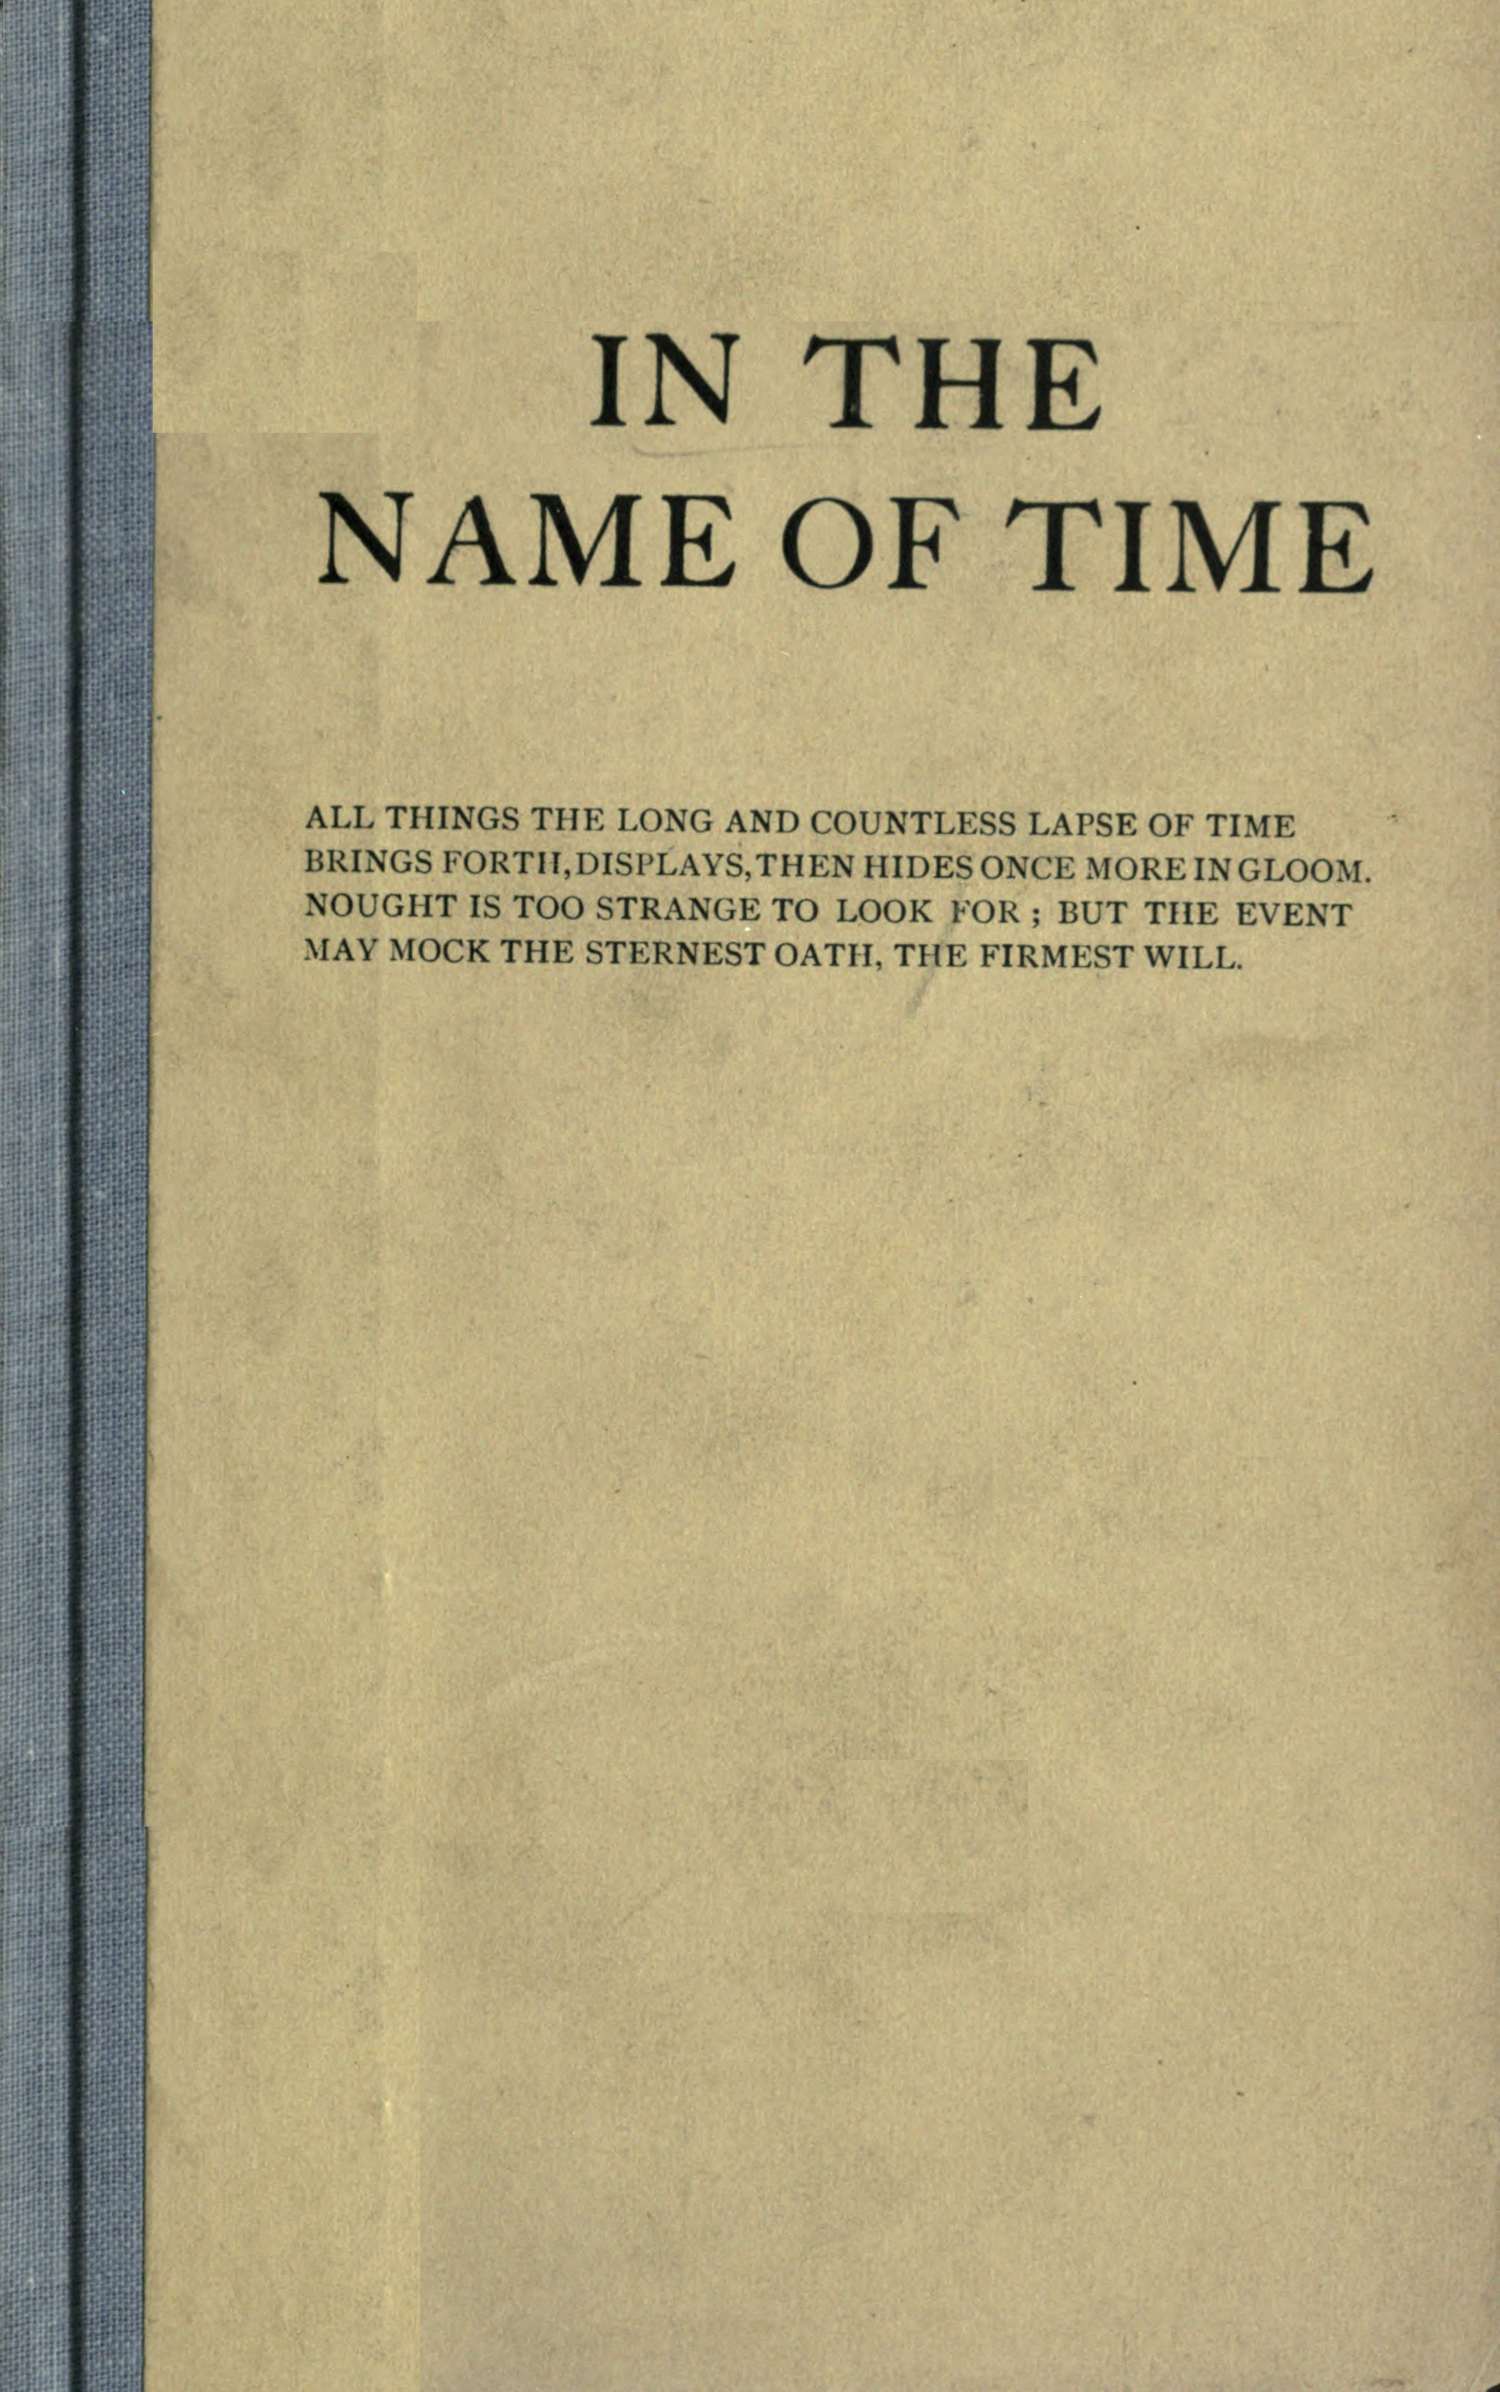 IN THE
NAME OF TIME
ALL THINGS THE LONG AND COUNTLESS LAPSE OF TIME
BRINGS FORTH, DISPLAYS, THEN HIDES ONCE MORE IN GLOOM.
NOUGHT IS TOO STRANGE TO LOOK FOR ; BUT THE EVENT
MAY MOCK THE STERNEST OATH, THE FIRMEST WILL.